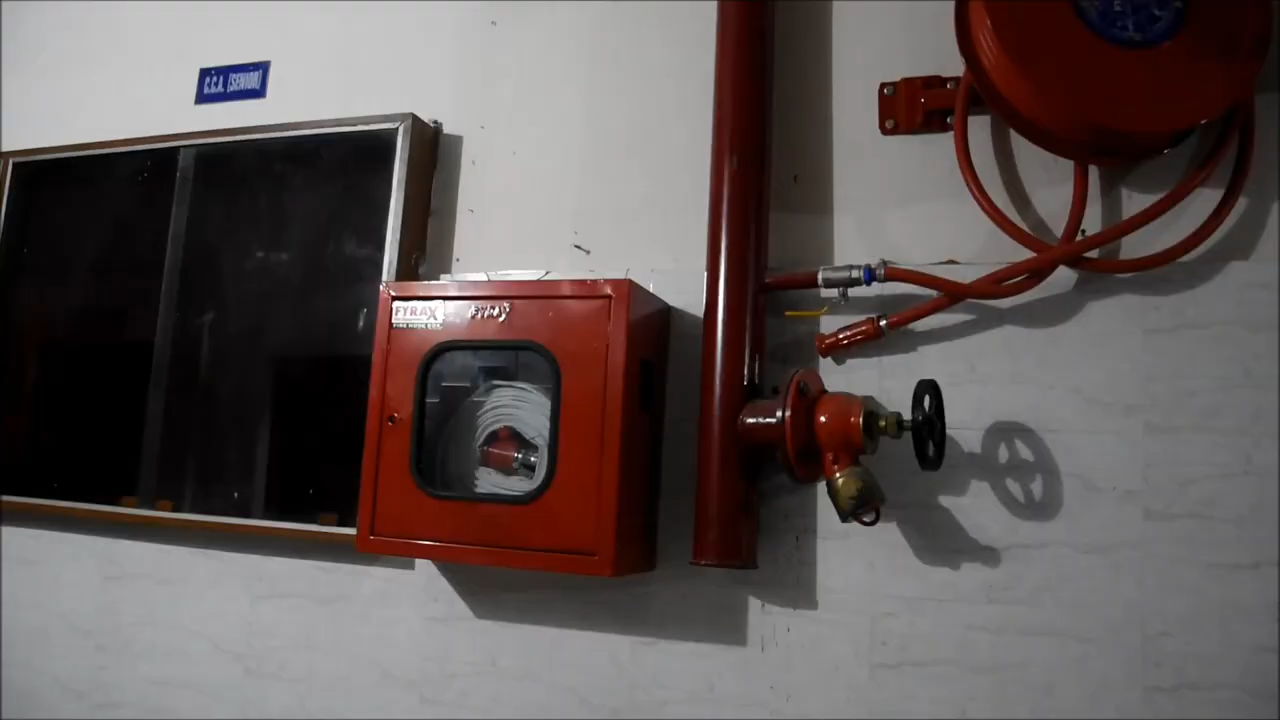 C.C.A. (SENIOR)
FYRAX
FIRE HOSE BOX
FYRAX